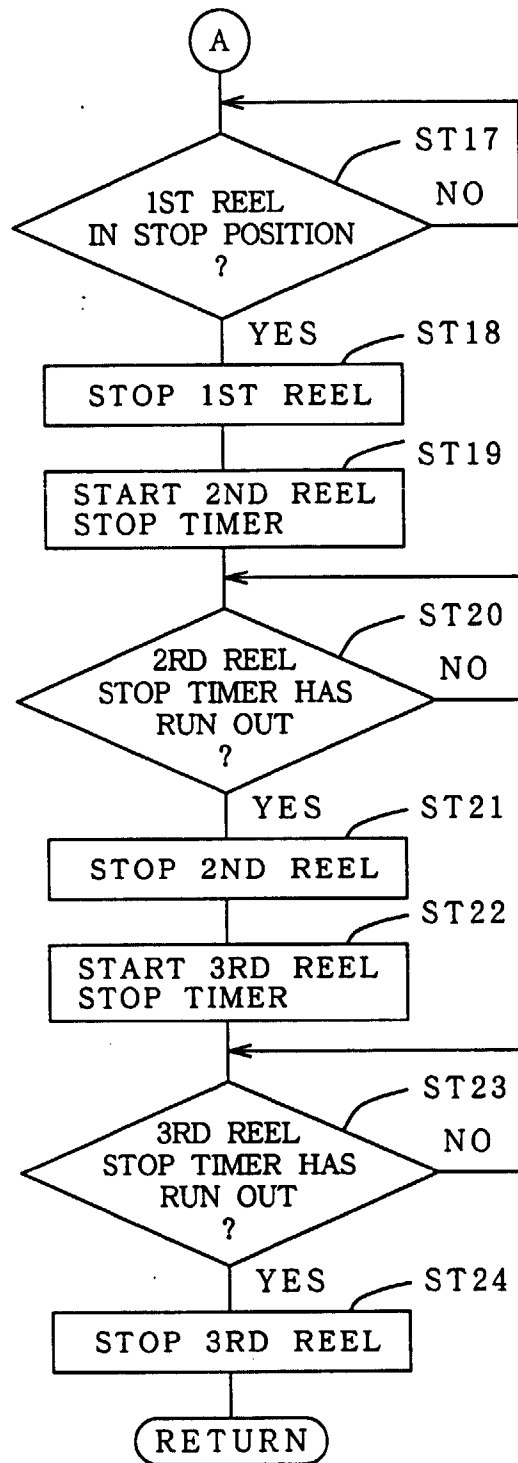 A
ST17
1ST REEL
IN STOP POSITION
?
NO
YES
ST18
STOP 1ST REEL
ST19
START 2ND REEL
STOP TIMER
ST20
2RD REEL
STOP TIMER HAS
RUN OUT
?
NO
YES
ST21
STOP 2ND REEL
ST22
START 3RD REEL
STOP TIMER
ST23
3RD REEL
STOP TIMER HAS
RUN OUT
?
NO
YES
ST24
STOP 3RD REEL
RETURN